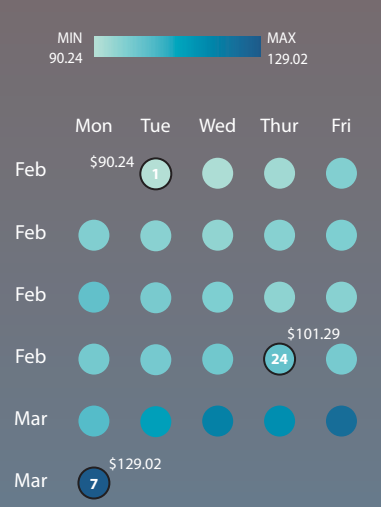 MIN MAX
90.24 129.02
Mon Tue Wed Thur Fri
Feb $90.24 1
Feb
Feb
$101.29
Feb 24
Mar
$129.02
Mar 7